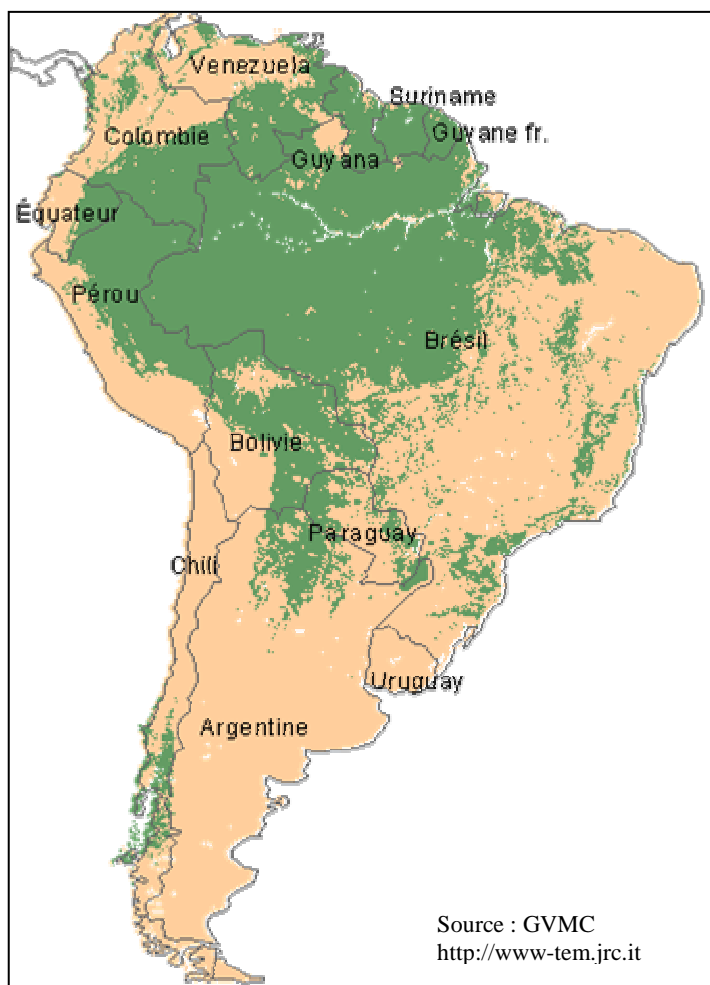 Venezuela
Suriname
Colombie
Guyane fr.
Guyana
Équateur
Pérou
Brésil
Bolivie
Paraguay
Chili
Uruguay
Argentine
Source : GVMC
http://www-tem.jrc.it